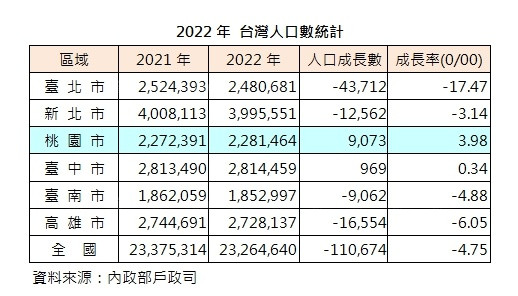 2022 年 台灣人口數統計
區域 2021 年 2022 年 人口成長數 成長率(0/00)
臺 北 市 2,524,393 2,480,681 -43,712 -17.47
新 北 市 4,008,113 3,995,551 -12,562 -3.14
桃 園 市 2,272,391 2,281,464 9,073 3.98
臺 中 市 2,813,490 2,814,459 969 0.34
臺 南 市 1,862,059 1,852,997 -9,062 -4.88
高 雄 市 2,744,691 2,728,137 -16,554 -6.05
全 國 23,375,314 23,264,640 -110,674 -4.75
資料來源：內政部戶政司